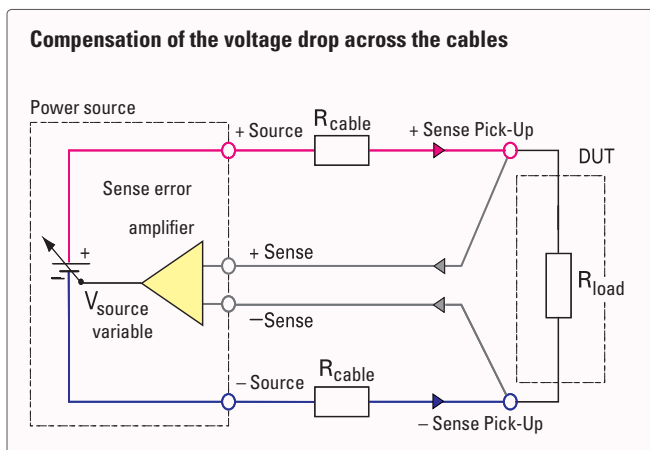 Compensation of the voltage drop across the cables
Power source
+ Source
Rcable
+ Sense Pick-Up
DUT
Sense error
amplifier
+ Sense
+
−
Vsource
variable
Rload
−Sense
− Source
Rcable
− Sense Pick-Up